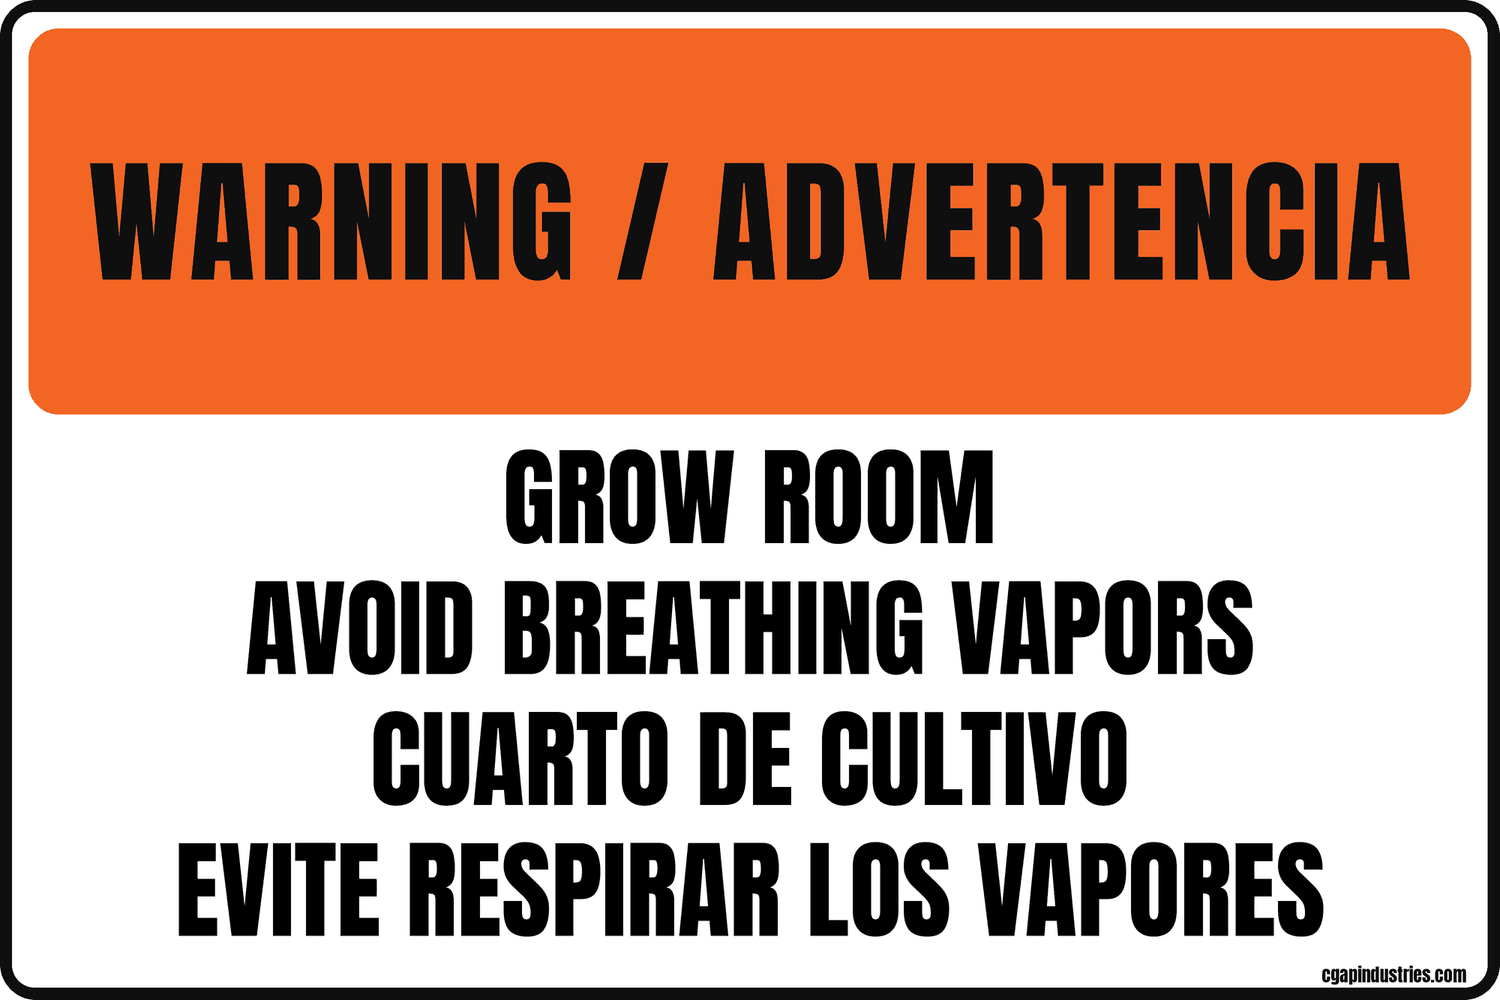 WARNING / ADVERTENCIA
GROW ROOM
AVOID BREATHING VAPORS
CUARTO DE CULTIVO
EVITE RESPIRAR LOS VAPORES
cgapindustries.com